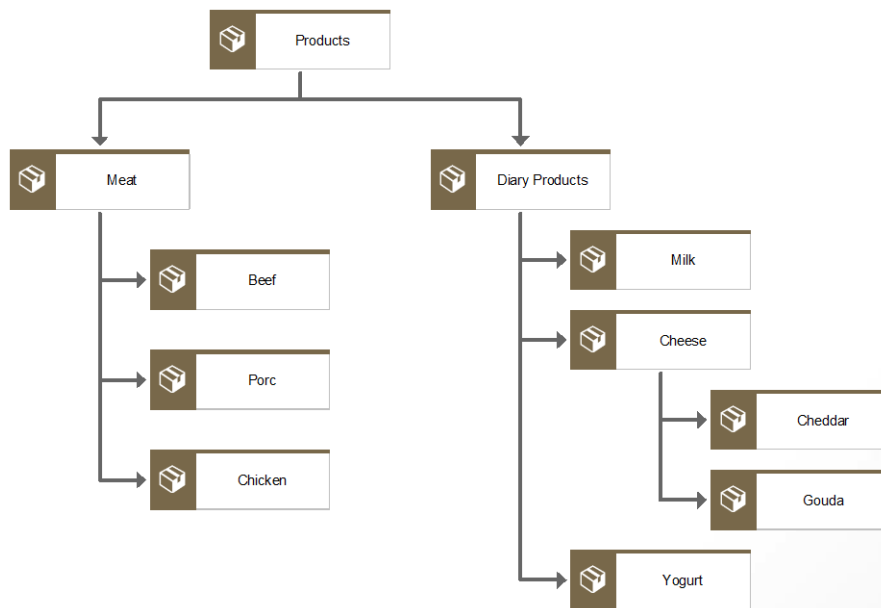 Products
Meat
Diary Products
Beef
Porc
Chicken
Milk
Cheese
Cheddar
Gouda
Yogurt